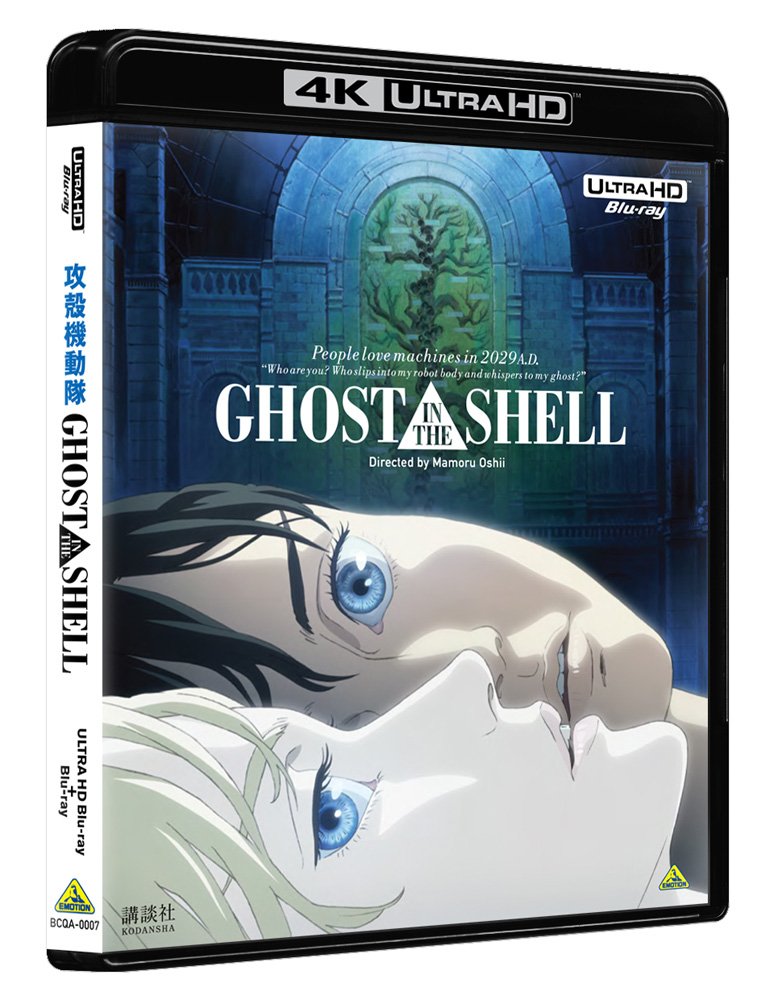 4K ULTRA HD™
ULTRA HD™
Blu-ray
People love machines in 2029 A.D.
“Who are you? Who slips into my robot body and whispers to my ghost?”
GHOST IN THE SHELL
Directed by Mamoru Oshii
講談社
KODANSHA
EMOTION
ULTRA HD
Blu-ray
攻殻機動隊
GHOST IN THE SHELL
ULTRA HD Blu-ray
+
Blu-ray
EMOTION
BCQA-0007